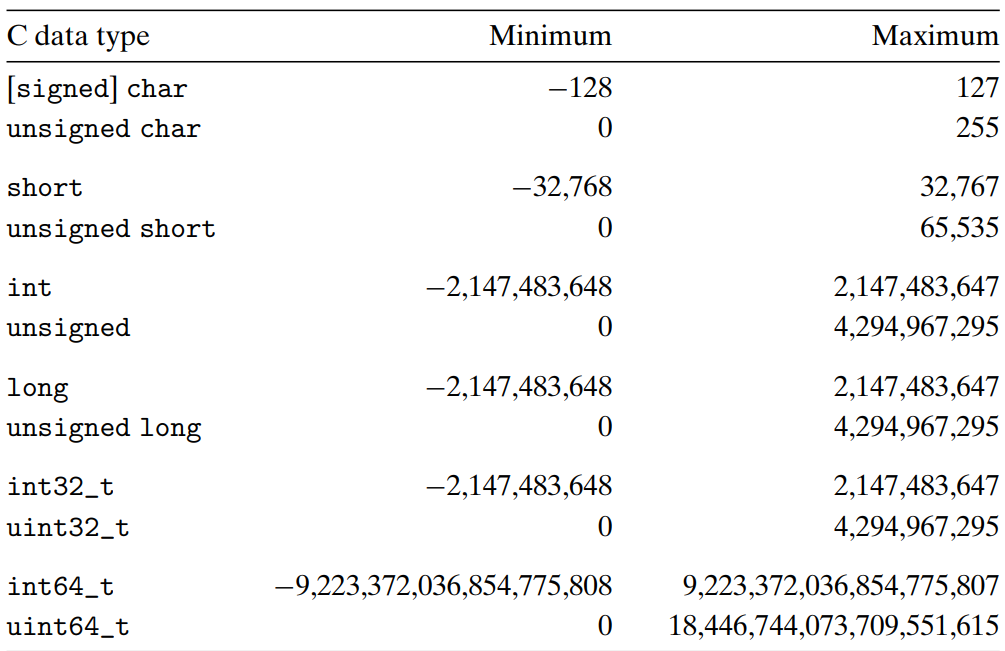 C data type Minimum Maximum
[signed] char −128 127
unsigned char 0 255
short −32,768 32,767
unsigned short 0 65,535
int −2,147,483,648 2,147,483,647
unsigned 0 4,294,967,295
long −2,147,483,648 2,147,483,647
unsigned long 0 4,294,967,295
int32_t −2,147,483,648 2,147,483,647
uint32_t 0 4,294,967,295
int64_t −9,223,372,036,854,775,808 9,223,372,036,854,775,807
uint64_t 0 18,446,744,073,709,551,615